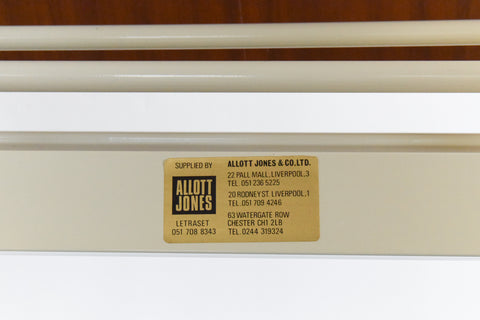 SUPPLIED BY
ALLOTT
JONES
LETRASET
051 708 8343
ALLOTT JONES & CO. LTD.
22 PALL MALL, LIVERPOOL, 3
TEL. 051 236 5225
20 RODNEY ST. LIVERPOOL, 1
TEL. 051 709 4246
63 WATERGATE ROW
CHESTER CH1 2LB
TEL. 0244 319324